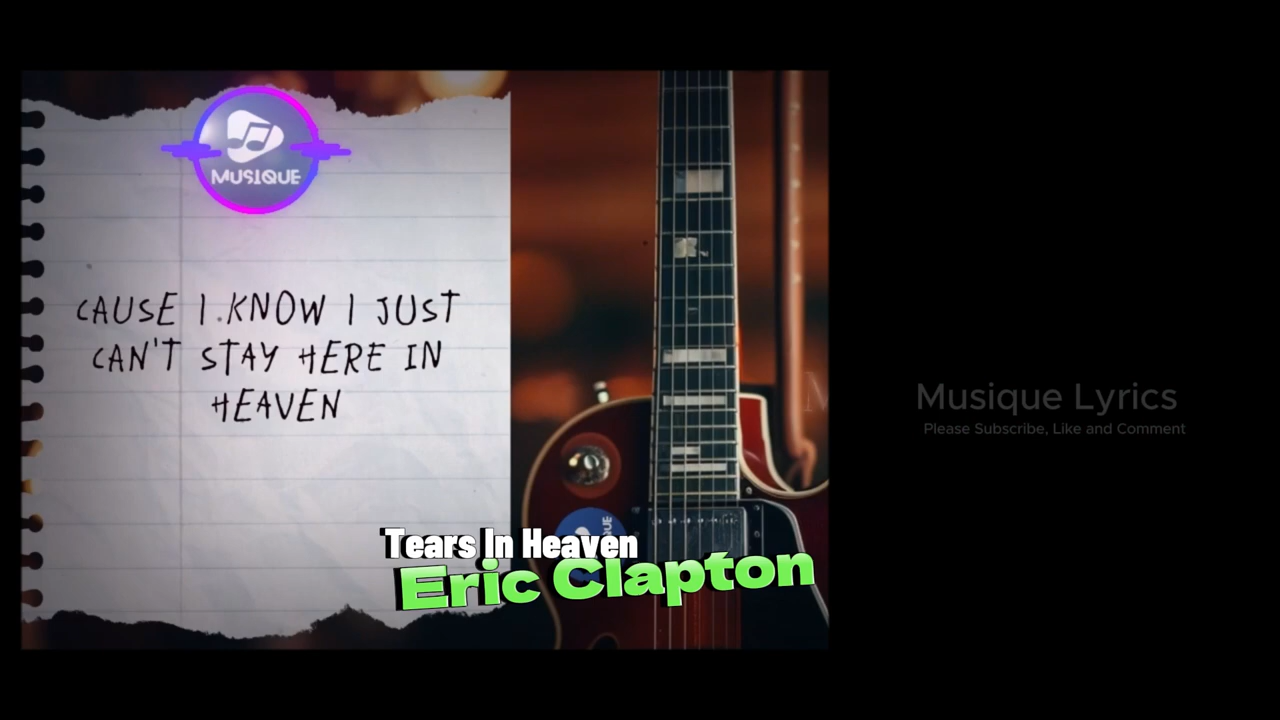 MUSIQUE
CAUSE I KNOW I JUST
CAN'T STAY HERE IN
HEAVEN
Tears In Heaven
Eric Clapton
Musique Lyrics
Please Subscribe, Like and Comment